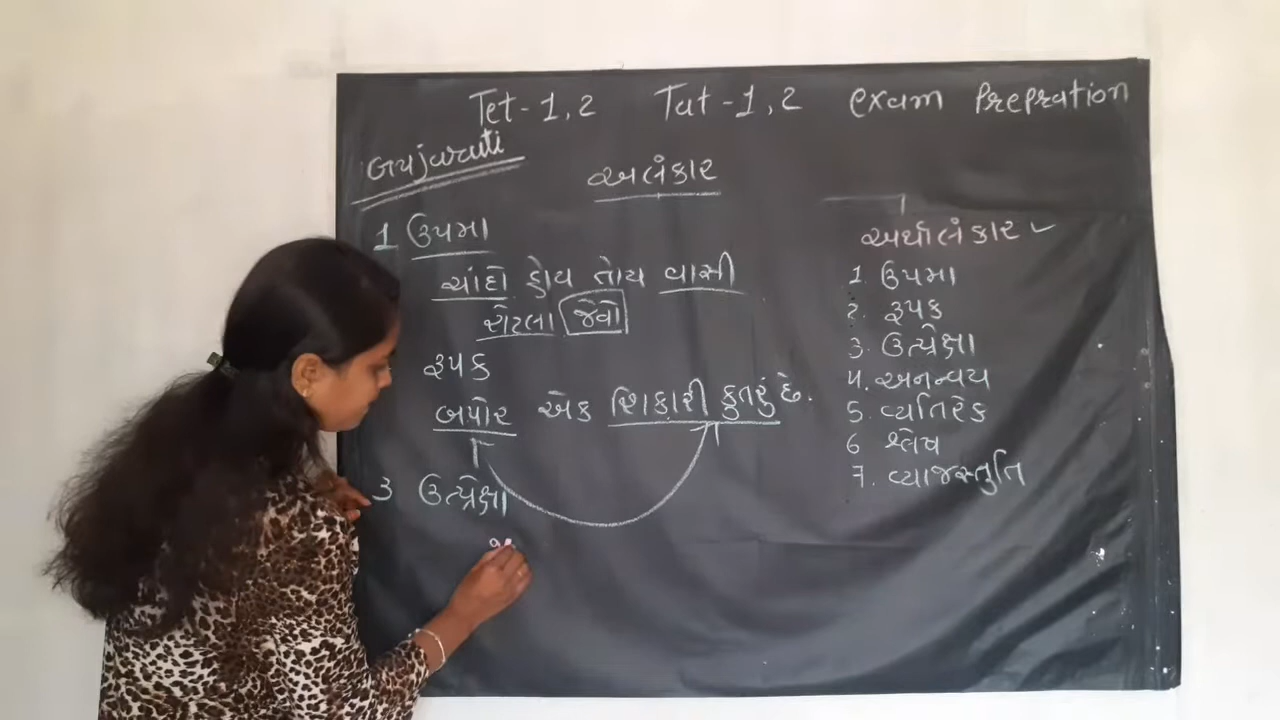 Tet-1,2 Tat-1,2 exam Prepration
Gujarati
અલંકાર
1 ઉપમા
ચાંદો હોય તોય વાસી
રોટલા જેવો
રૂપક
બપોર એક શિકારી કુતરું છે.
3 ઉત્પ્રેક્ષા
અર્થાલંકાર ✓
1 ઉપમા
2. રૂપક
3. ઉત્પ્રેક્ષા
4. અનન્વય
5. વ્યતિરેક
6 શ્લેષ
7. વ્યાજસ્તુતિ